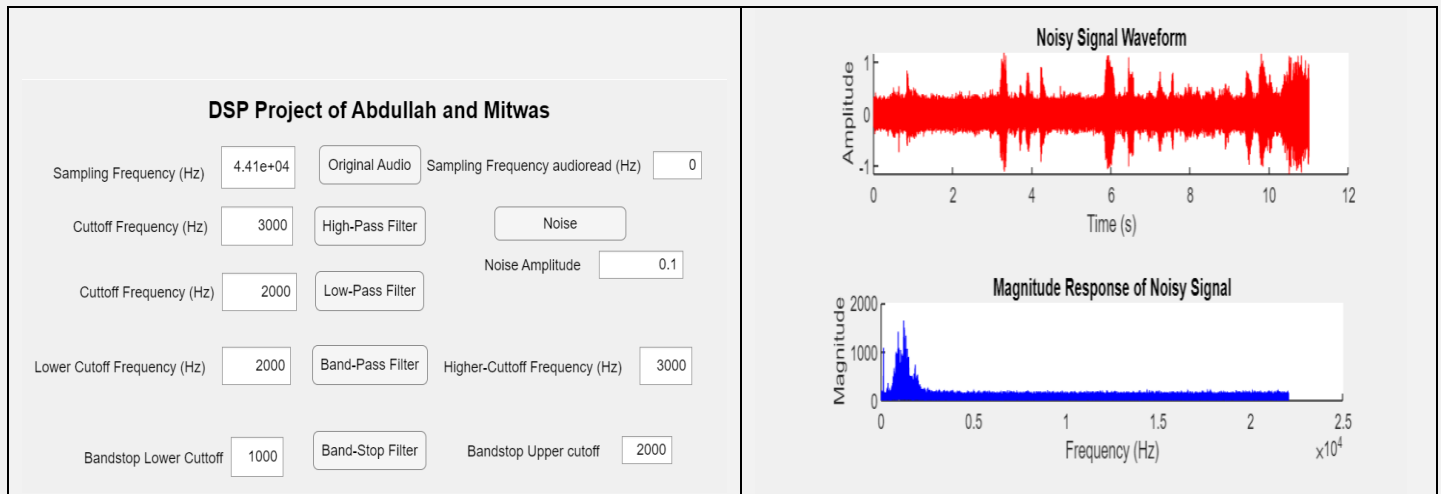 DSP Project of Abdullah and Mitwas
Sampling Frequency (Hz) 4.41e+04 Original Audio Sampling Frequency audioread (Hz) 0
Cuttoff Frequency (Hz) 3000 High-Pass Filter Noise
Noise Amplitude 0.1
Cuttoff Frequency (Hz) 2000 Low-Pass Filter
Lower Cutoff Frequency (Hz) 2000 Band-Pass Filter Higher-Cuttoff Frequency (Hz) 3000
Bandstop Lower Cuttoff 1000 Band-Stop Filter Bandstop Upper cutoff 2000
Noisy Signal Waveform
Amplitude
1
0
-1
0 2 4 6 8 10 12
Time (s)
Magnitude Response of Noisy Signal
Magnitude
2000
1000
0
0 0.5 1 1.5 2 2.5
Frequency (Hz) x10^4